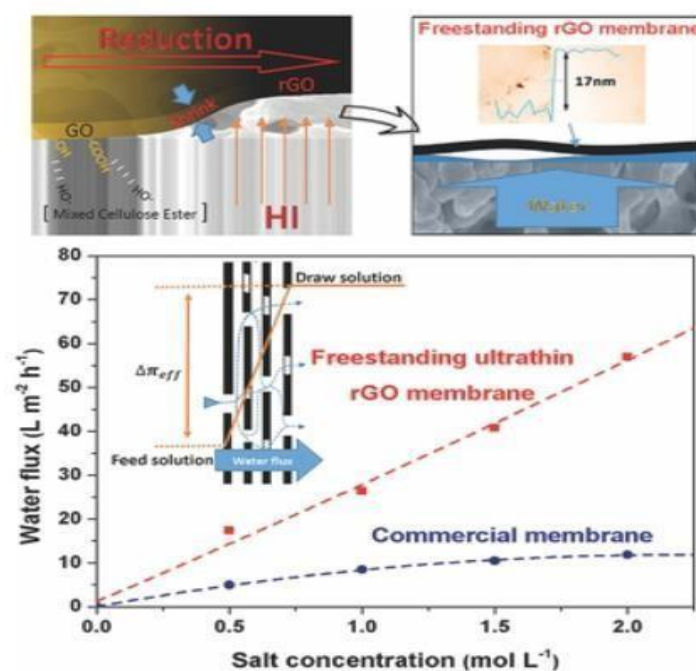 Reduction
rGO
Shrink
GO
OH
COOH
HO
HO
[ Mixed Cellulose Ester ]
HI
Freestanding rGO membrane
17nm
Water
80
70
60
50
40
30
20
10
0
Water flux (L m⁻² h⁻¹)
Draw solution
Δπeff
Feed solution
Water flux
Freestanding ultrathin
rGO membrane
Commercial membrane
0.0 0.5 1.0 1.5 2.0
Salt concentration (mol L⁻¹)